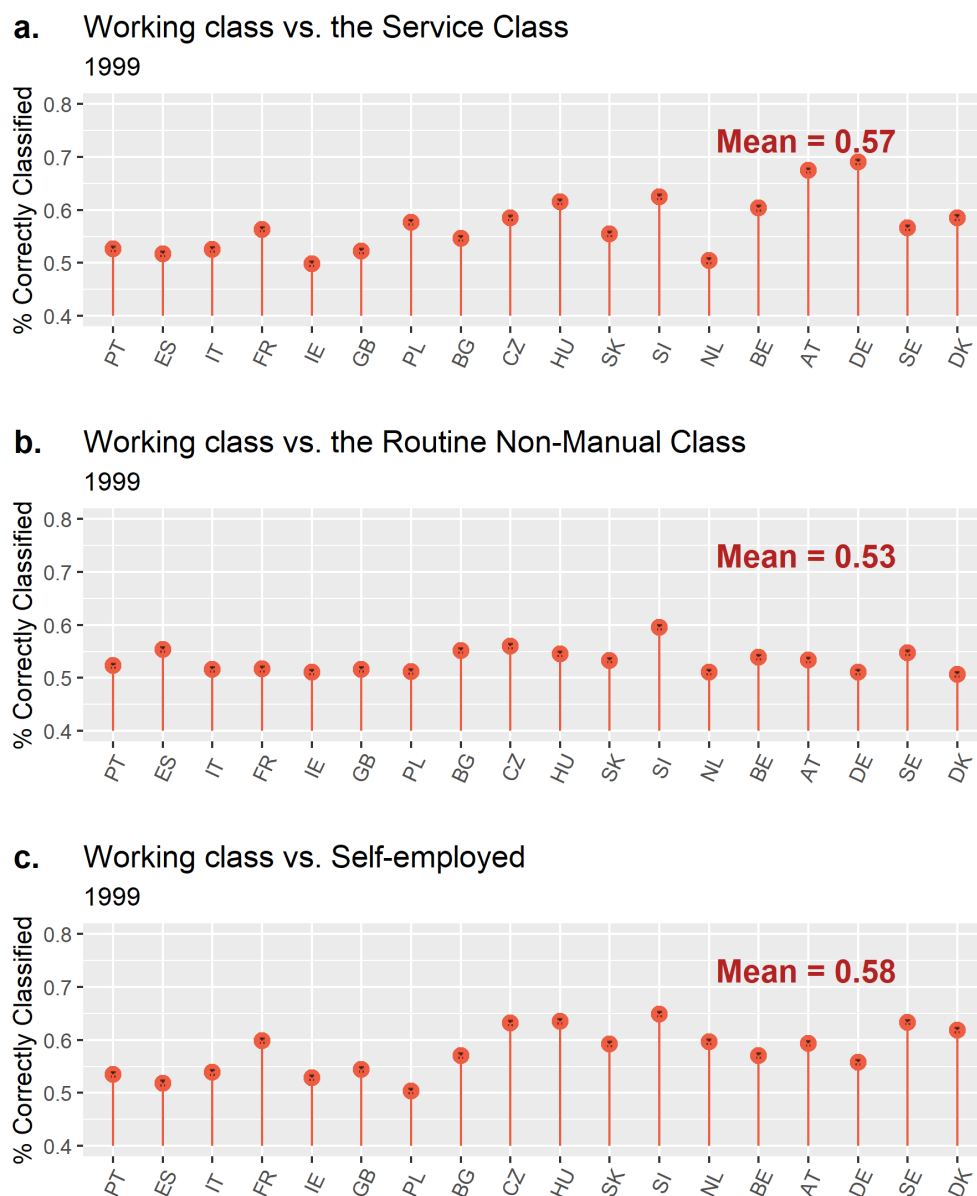 a. Working class vs. the Service Class
1999
% Correctly Classified
0.8
0.7
0.6
0.5
0.4
Mean = 0.57
PT ES IT FR IE GB PL BG CZ HU SK SI NL BE AT DE SE DK
b. Working class vs. the Routine Non-Manual Class
1999
% Correctly Classified
0.8
0.7
0.6
0.5
0.4
Mean = 0.53
PT ES IT FR IE GB PL BG CZ HU SK SI NL BE AT DE SE DK
c. Working class vs. Self-employed
1999
% Correctly Classified
0.8
0.7
0.6
0.5
0.4
Mean = 0.58
PT ES IT FR IE GB PL BG CZ HU SK SI NL BE AT DE SE DK